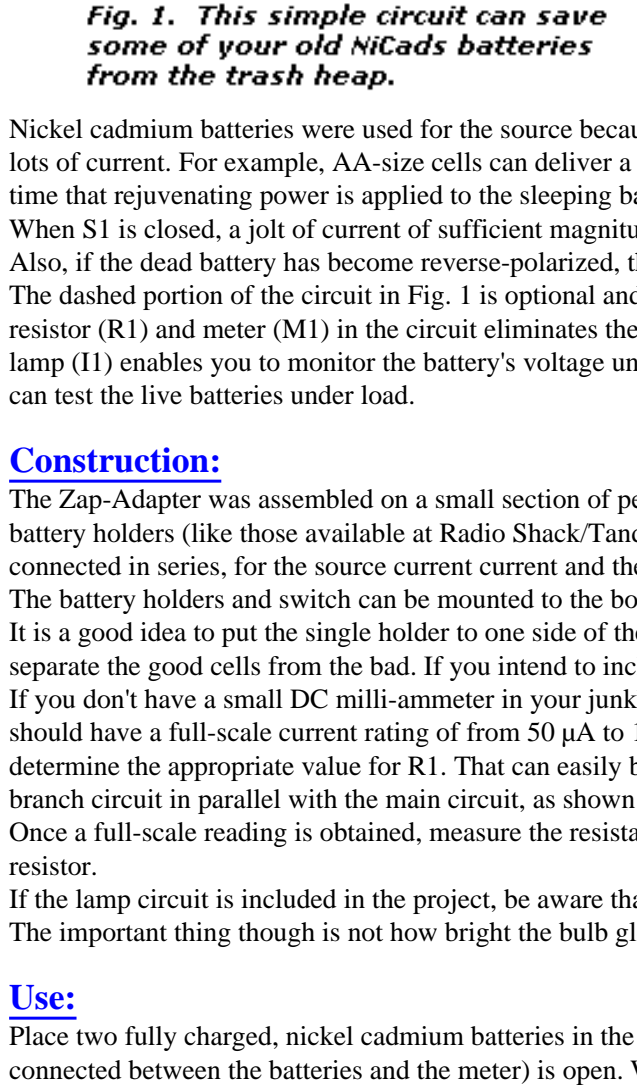 Fig. 1. This simple circuit can save
some of your old NiCads batteries
from the trash heap.
Nickel cadmium batteries were used for the source becau
lots of current. For example, AA-size cells can deliver a
time that rejuvenating power is applied to the sleeping ba
When S1 is closed, a jolt of current of sufficient magnitu
Also, if the dead battery has become reverse-polarized, th
The dashed portion of the circuit in Fig. 1 is optional and
resistor (R1) and meter (M1) in the circuit eliminates the
lamp (I1) enables you to monitor the battery's voltage un
can test the live batteries under load.
Construction:
The Zap-Adapter was assembled on a small section of pe
battery holders (like those available at Radio Shack/Tand
connected in series, for the source current current and the
The battery holders and switch can be mounted to the bo
It is a good idea to put the single holder to one side of the
separate the good cells from the bad. If you intend to inc
If you don't have a small DC milli-ammeter in your junk
should have a full-scale current rating of from 50 µA to 1
determine the appropriate value for R1. That can easily b
branch circuit in parallel with the main circuit, as shown
Once a full-scale reading is obtained, measure the resista
resistor.
If the lamp circuit is included in the project, be aware tha
The important thing though is not how bright the bulb gl
Use:
Place two fully charged, nickel cadmium batteries in the
connected between the batteries and the meter) is open. W